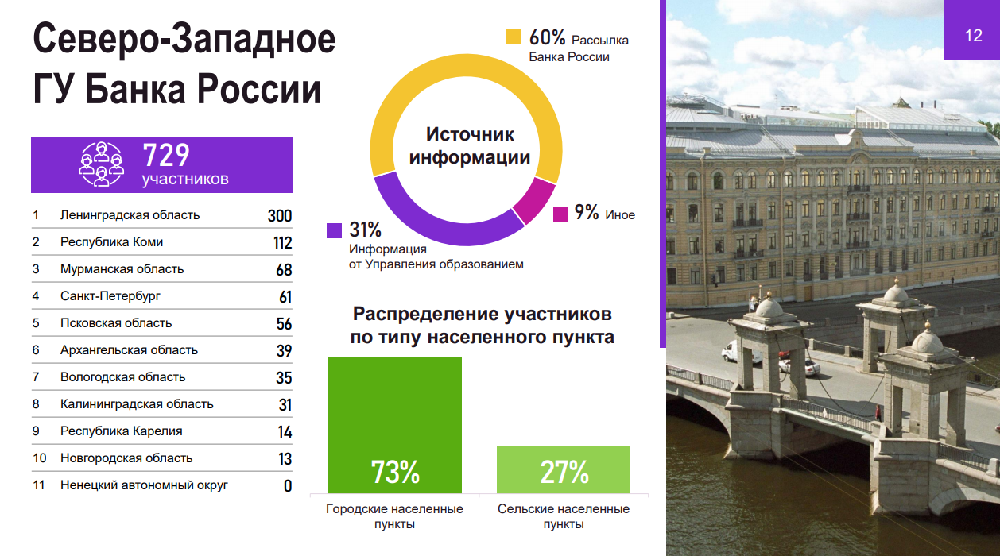 Северо-Западное
ГУ Банка России
12
729
участников
1 Ленинградская область 300
2 Республика Коми 112
3 Мурманская область 68
4 Санкт-Петербург 61
5 Псковская область 56
6 Архангельская область 39
7 Вологодская область 35
8 Калининградская область 31
9 Республика Карелия 14
10 Новгородская область 13
11 Ненецкий автономный округ 0
60% Рассылка
Банка России
Источник
информации
9% Иное
31%
Информация
от Управления образованием
Распределение участников
по типу населенного пункта
73%
27%
Городские населенные
пункты
Сельские населенные
пункты